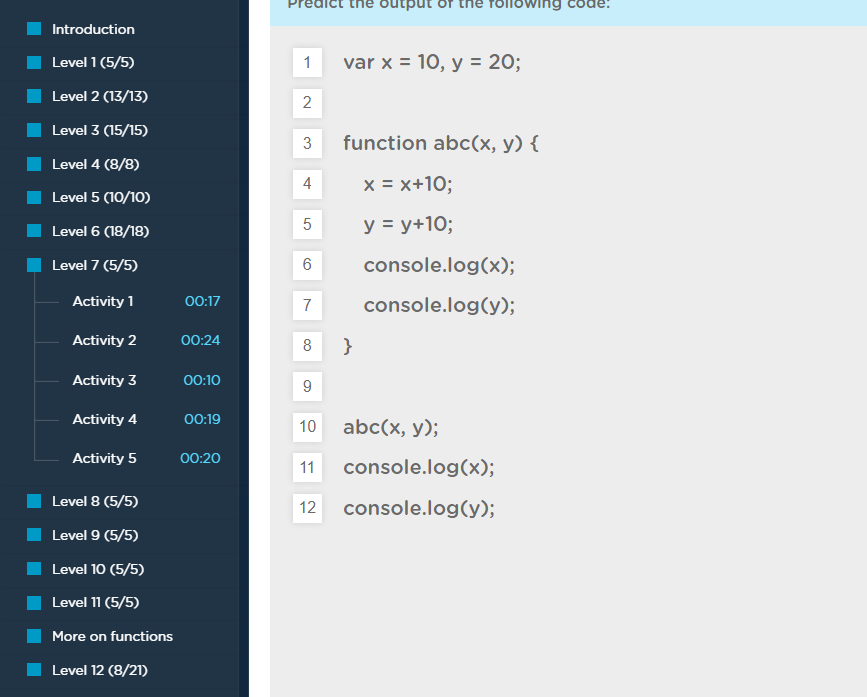 Introduction
Level 1 (5/5)
Level 2 (13/13)
Level 3 (15/15)
Level 4 (8/8)
Level 5 (10/10)
Level 6 (18/18)
Level 7 (5/5)
Activity 1 00:17
Activity 2 00:24
Activity 3 00:10
Activity 4 00:19
Activity 5 00:20
Level 8 (5/5)
Level 9 (5/5)
Level 10 (5/5)
Level 11 (5/5)
More on functions
Level 12 (8/21)
Predict the output of the following code:
1 var x = 10, y = 20;
2
3 function abc(x, y) {
4 x = x+10;
5 y = y+10;
6 console.log(x);
7 console.log(y);
8 }
9
10 abc(x, y);
11 console.log(x);
12 console.log(y);